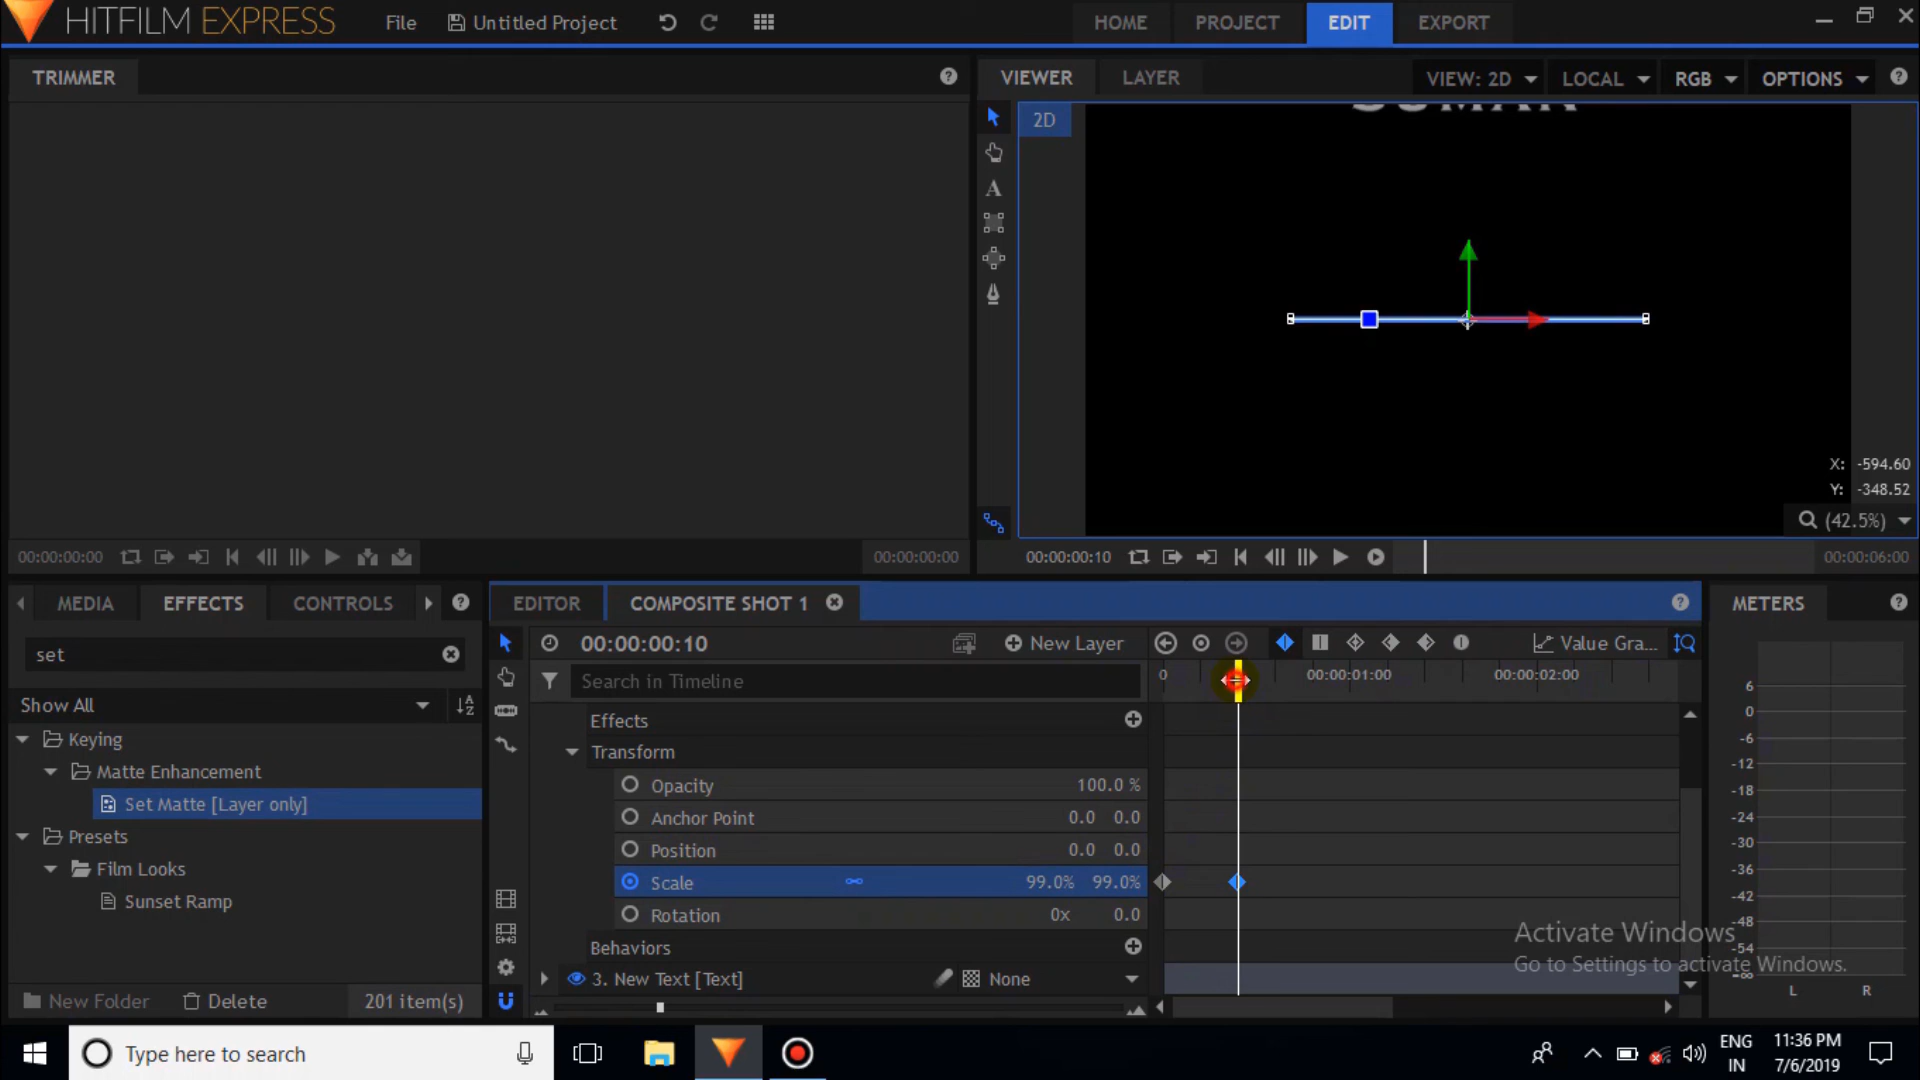 HITFILM EXPRESS
File
Untitled Project
HOME
PROJECT
EDIT
EXPORT
TRIMMER
VIEWER
LAYER
VIEW: 2D
LOCAL
RGB
OPTIONS
2D
X: -594.60
Y: -348.52
(42.5%)
00:00:00:00
00:00:00:00
00:00:00:10
00:00:06:00
MEDIA
EFFECTS
CONTROLS
EDITOR
COMPOSITE SHOT 1
METERS
set
00:00:00:10
New Layer
Value Gra...
Search in Timeline
0
00:00:01:00
00:00:02:00
Show All
Keying
Matte Enhancement
Set Matte [Layer only]
Presets
Film Looks
Sunset Ramp
Effects
Transform
Opacity 100.0 %
Anchor Point 0.0 0.0
Position 0.0 0.0
Scale 99.0% 99.0%
Rotation 0x 0.0
Behaviors
3. New Text [Text]
None
6
0
-6
-12
-18
-24
-30
-36
-42
-48
-54
-∞
L R
Activate Windows
Go to Settings to activate Windows.
New Folder
Delete
201 item(s)
Type here to search
ENG
IN
11:36 PM
7/6/2019